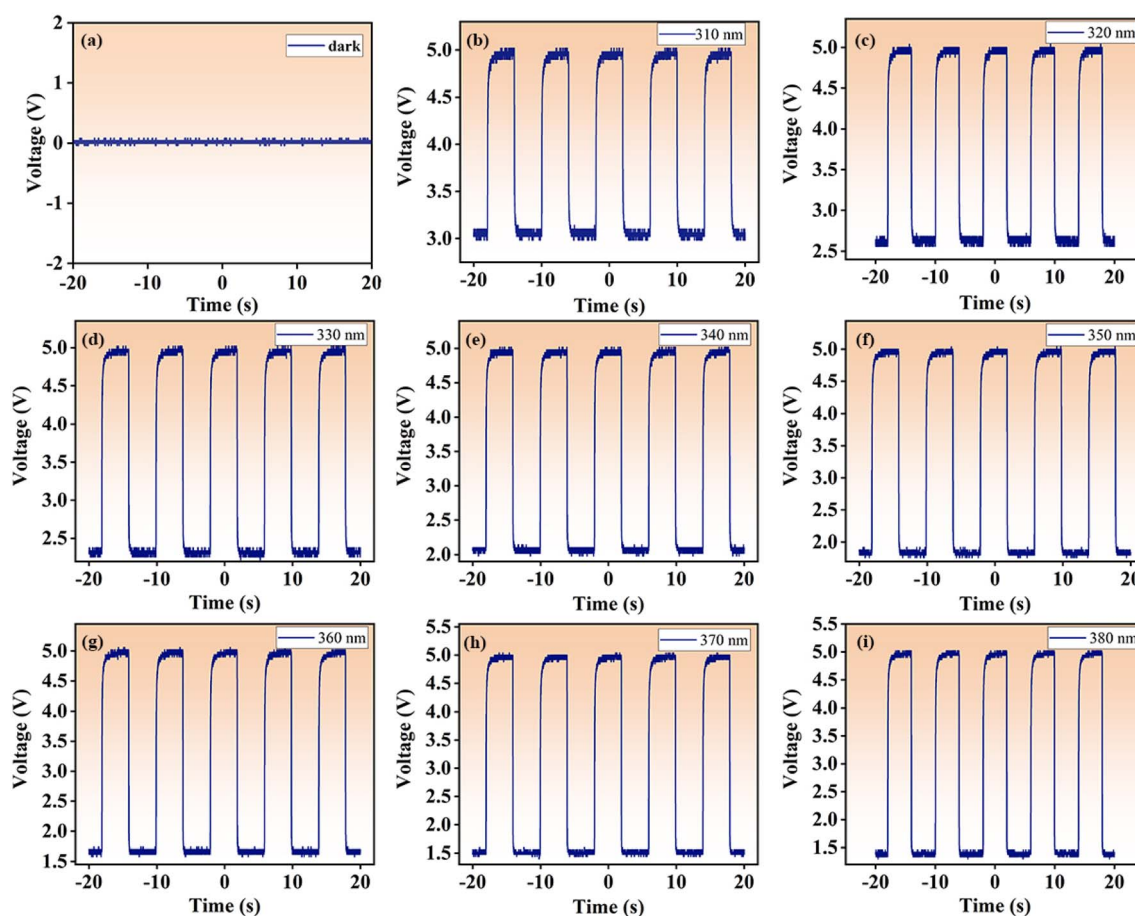 (a)
dark
Voltage (V)
2
1
0
-1
-2
-20
-10
0
10
20
Time (s)
(b)
310 nm
Voltage (V)
5.0
4.5
4.0
3.5
3.0
-20
-10
0
10
20
Time (s)
(c)
320 nm
Voltage (V)
5.0
4.5
4.0
3.5
3.0
2.5
-20
-10
0
10
20
Time (s)
(d)
330 nm
Voltage (V)
5.0
4.5
4.0
3.5
3.0
2.5
-20
-10
0
10
20
Time (s)
(e)
340 nm
Voltage (V)
5.0
4.5
4.0
3.5
3.0
2.5
2.0
-20
-10
0
10
20
Time (s)
(f)
350 nm
Voltage (V)
5.0
4.5
4.0
3.5
3.0
2.5
2.0
-20
-10
0
10
20
Time (s)
(g)
360 nm
Voltage (V)
5.0
4.5
4.0
3.5
3.0
2.5
2.0
1.5
-20
-10
0
10
20
Time (s)
(h)
370 nm
Voltage (V)
5.5
5.0
4.5
4.0
3.5
3.0
2.5
2.0
1.5
-20
-10
0
10
20
Time (s)
(i)
380 nm
Voltage (V)
5.5
5.0
4.5
4.0
3.5
3.0
2.5
2.0
1.5
-20
-10
0
10
20
Time (s)